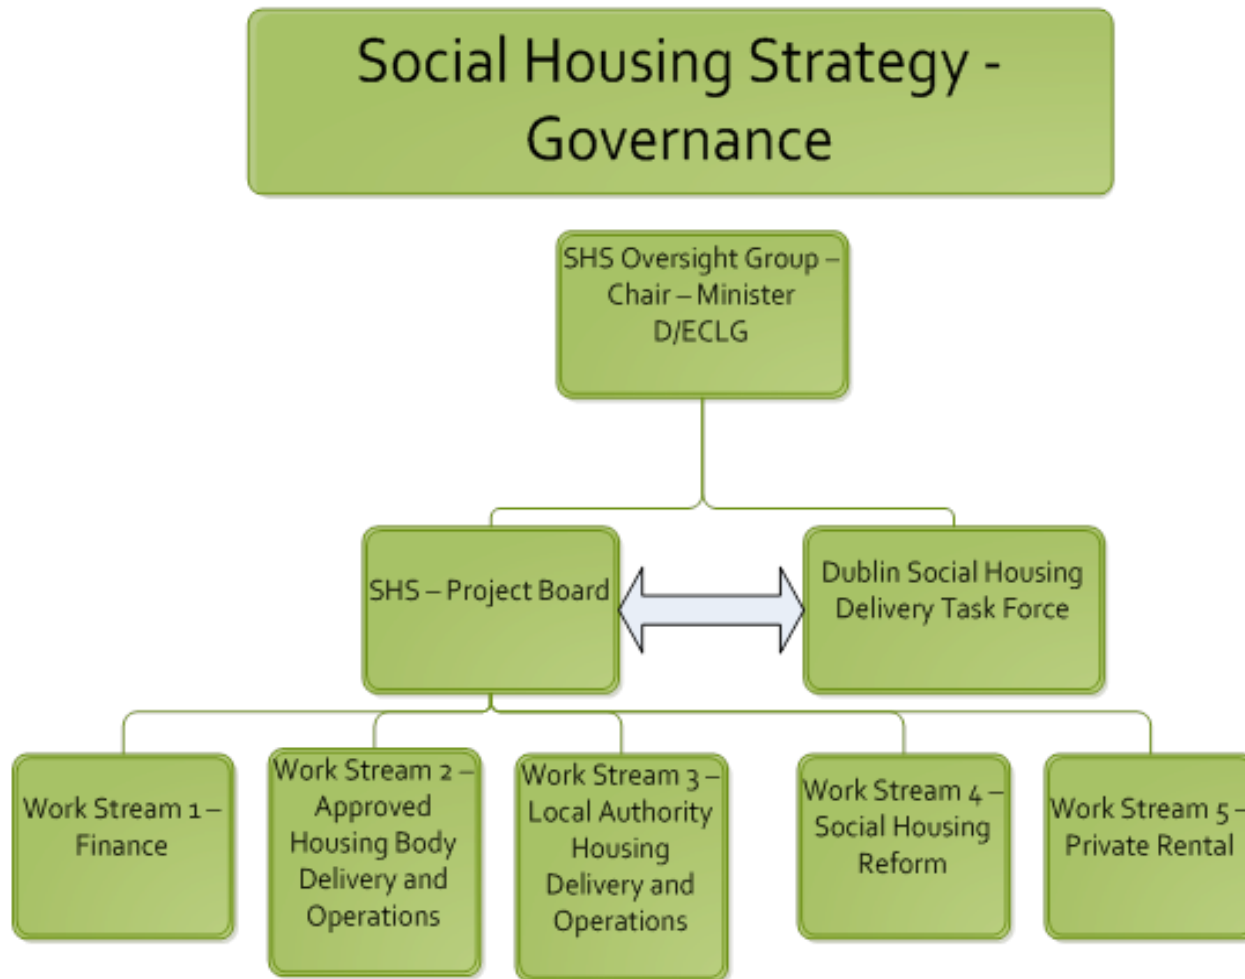 Social Housing Strategy -
Governance
SHS Oversight Group –
Chair – Minister
D/ECLG
SHS – Project Board
Dublin Social Housing
Delivery Task Force
Work Stream 1 –
Finance
Work Stream 2 –
Approved
Housing Body
Delivery and
Operations
Work Stream 3 –
Local Authority
Housing
Delivery and
Operations
Work Stream 4 –
Social Housing
Reform
Work Stream 5 –
Private Rental